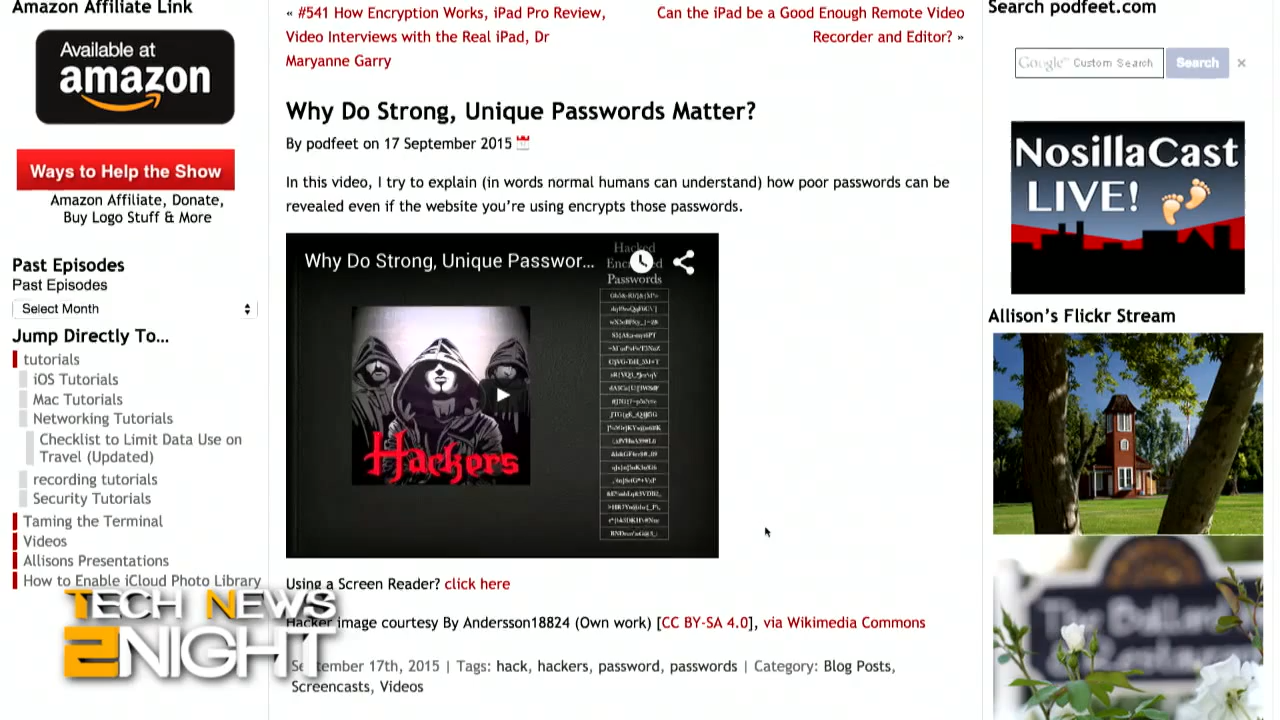 Amazon Affiliate Link
Available at
amazon
Ways to Help the Show
Amazon Affiliate, Donate,
Buy Logo Stuff & More
Past Episodes
Past Episodes
Select Month
Jump Directly To...
tutorials
iOS Tutorials
Mac Tutorials
Networking Tutorials
Checklist to Limit Data Use on
Travel (Updated)
recording tutorials
Security Tutorials
Taming the Terminal
Videos
Allisons Presentations
How to Enable iCloud Photo Library
« #541 How Encryption Works, iPad Pro Review,
Video Interviews with the Real iPad, Dr
Maryanne Garry
Can the iPad be a Good Enough Remote Video
Recorder and Editor? »
Why Do Strong, Unique Passwords Matter?
By podfeet on 17 September 2015
In this video, I try to explain (in words normal humans can understand) how poor passwords can be
revealed even if the website you're using encrypts those passwords.
Why Do Strong, Unique Passwor...
Hacked
Encrypted
Passwords
Hackers
Using a Screen Reader? click here
Hacker image courtesy By Andersson18824 (Own work) [CC BY-SA 4.0], via Wikimedia Commons
September 17th, 2015 | Tags: hack, hackers, password, passwords | Category: Blog Posts,
Screencasts, Videos
Search podfeet.com
Google™ Custom Search
Search
×
NosillaCast
LIVE!
Allison's Flickr Stream
TECH NEWS
2NIGHT